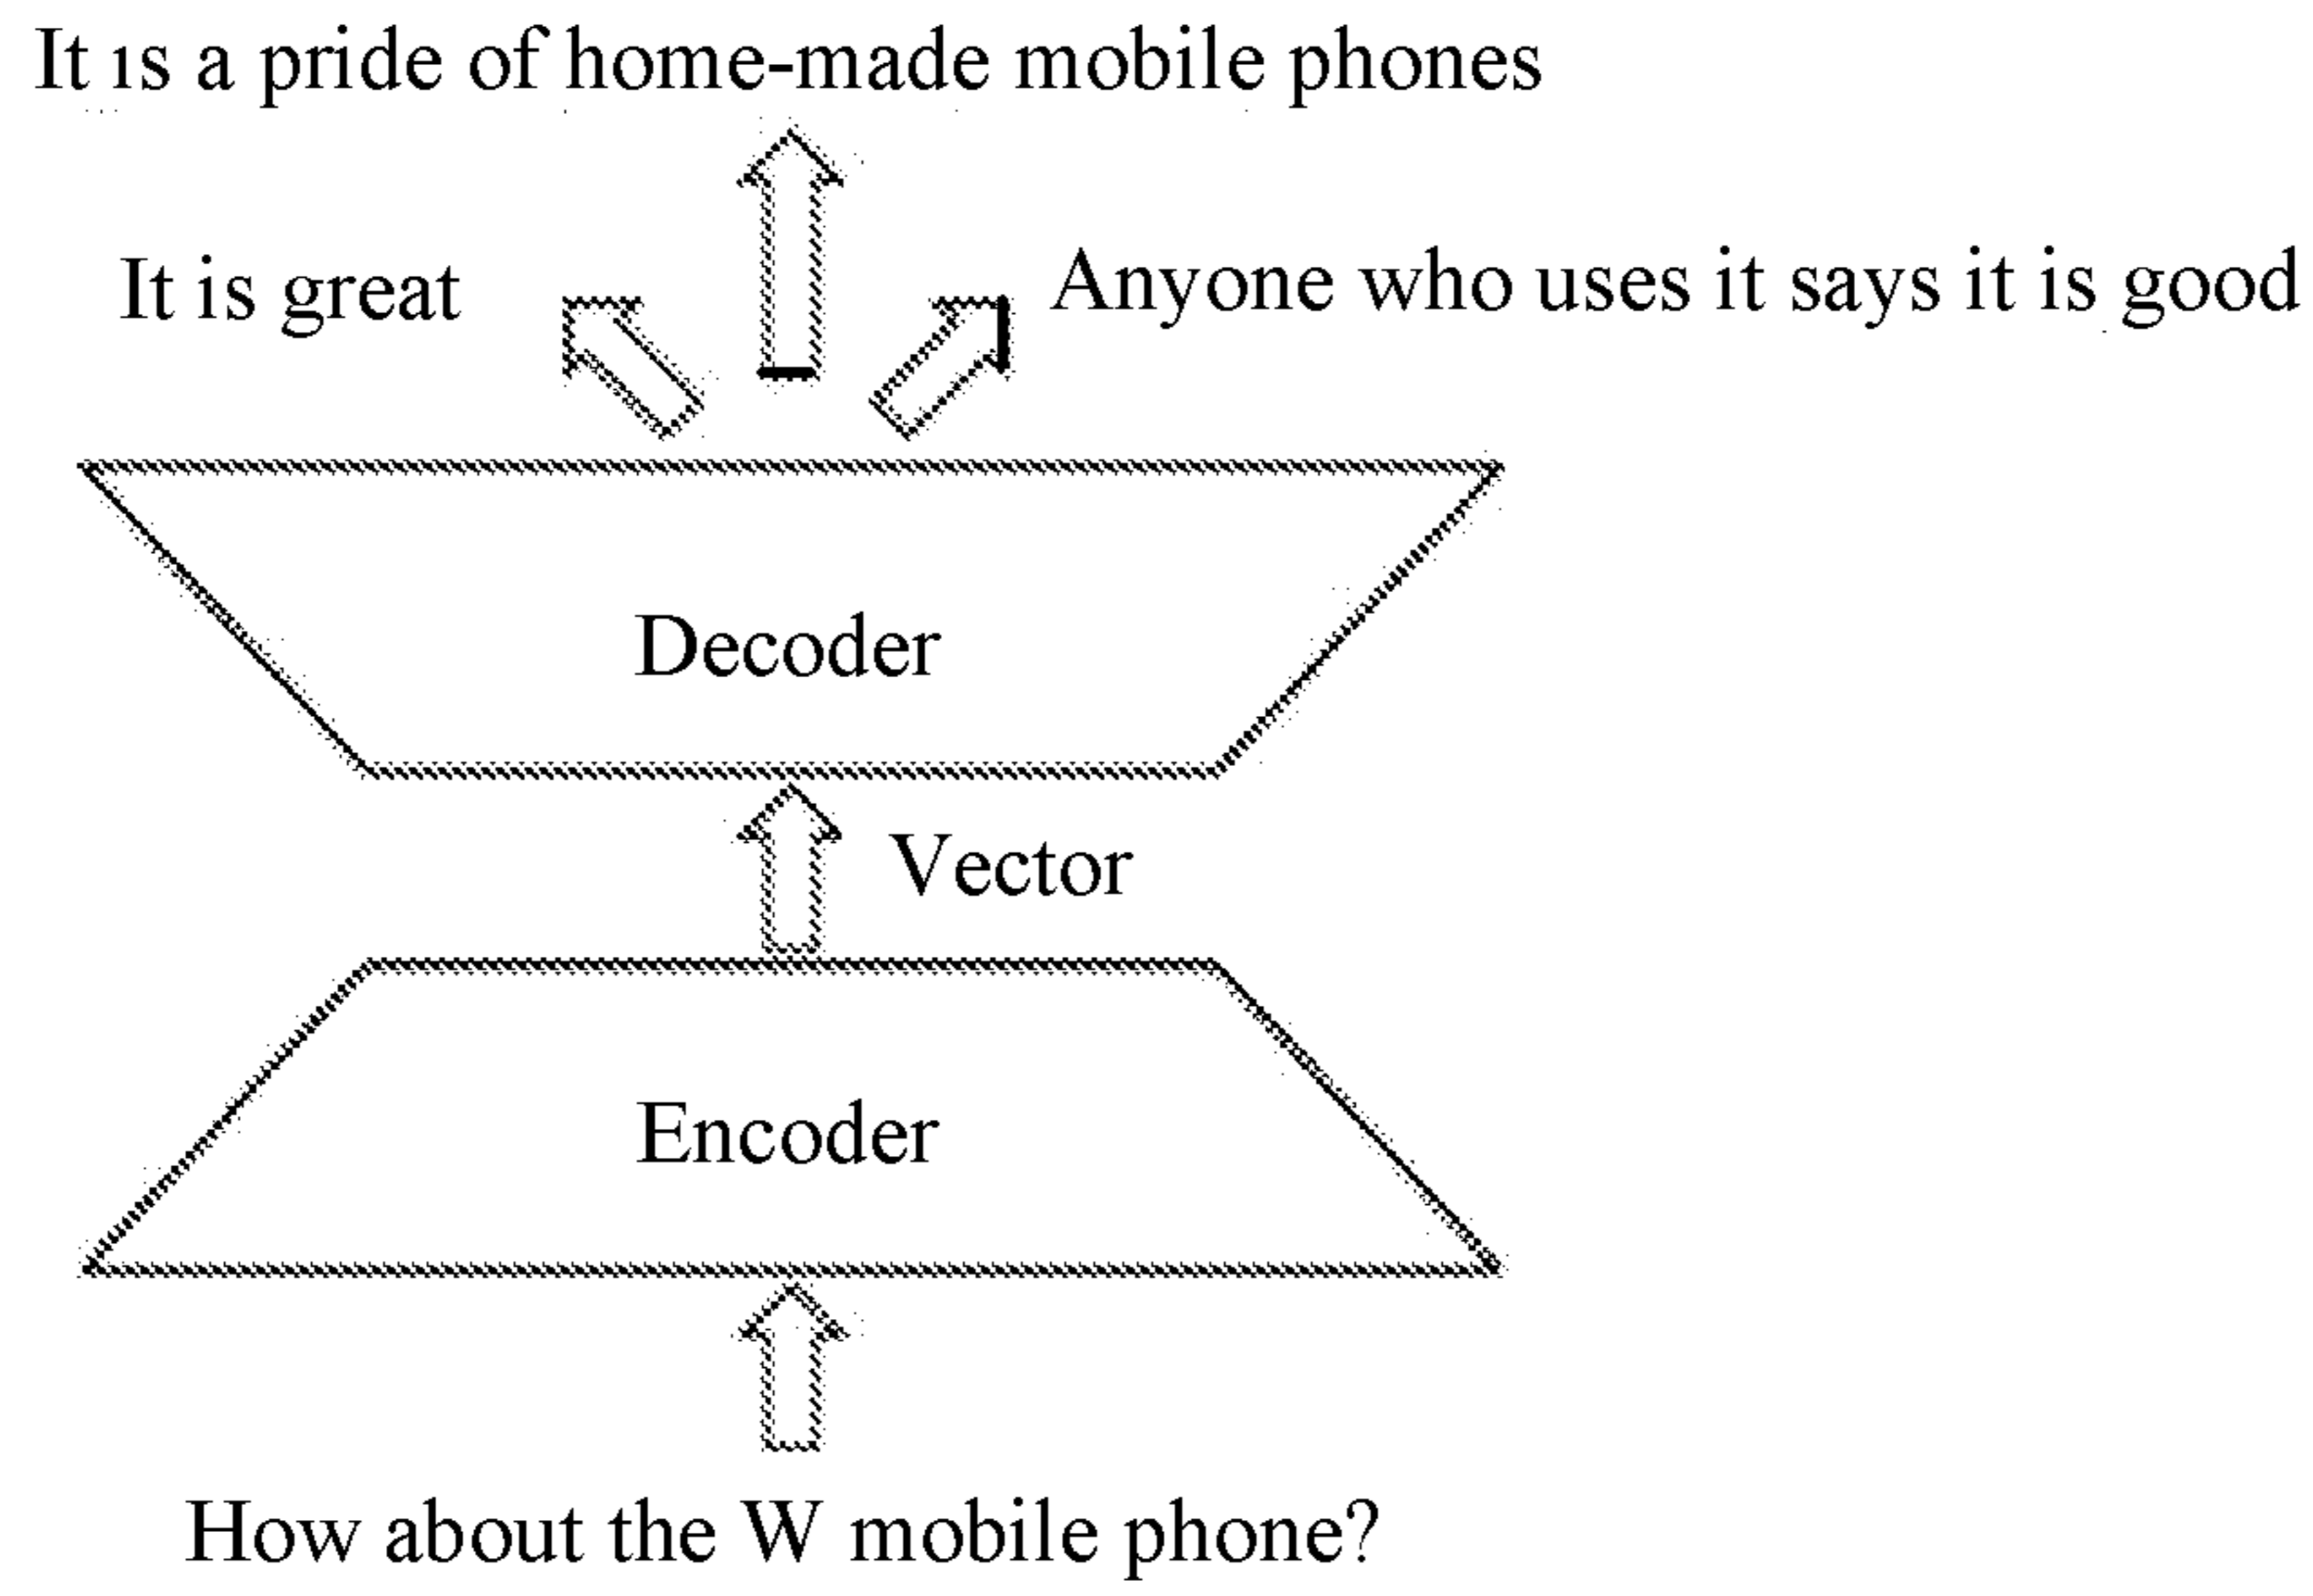 It is a pride of home-made mobile phones
It is great
Anyone who uses it says it is good
Decoder
Vector
Encoder
How about the W mobile phone?